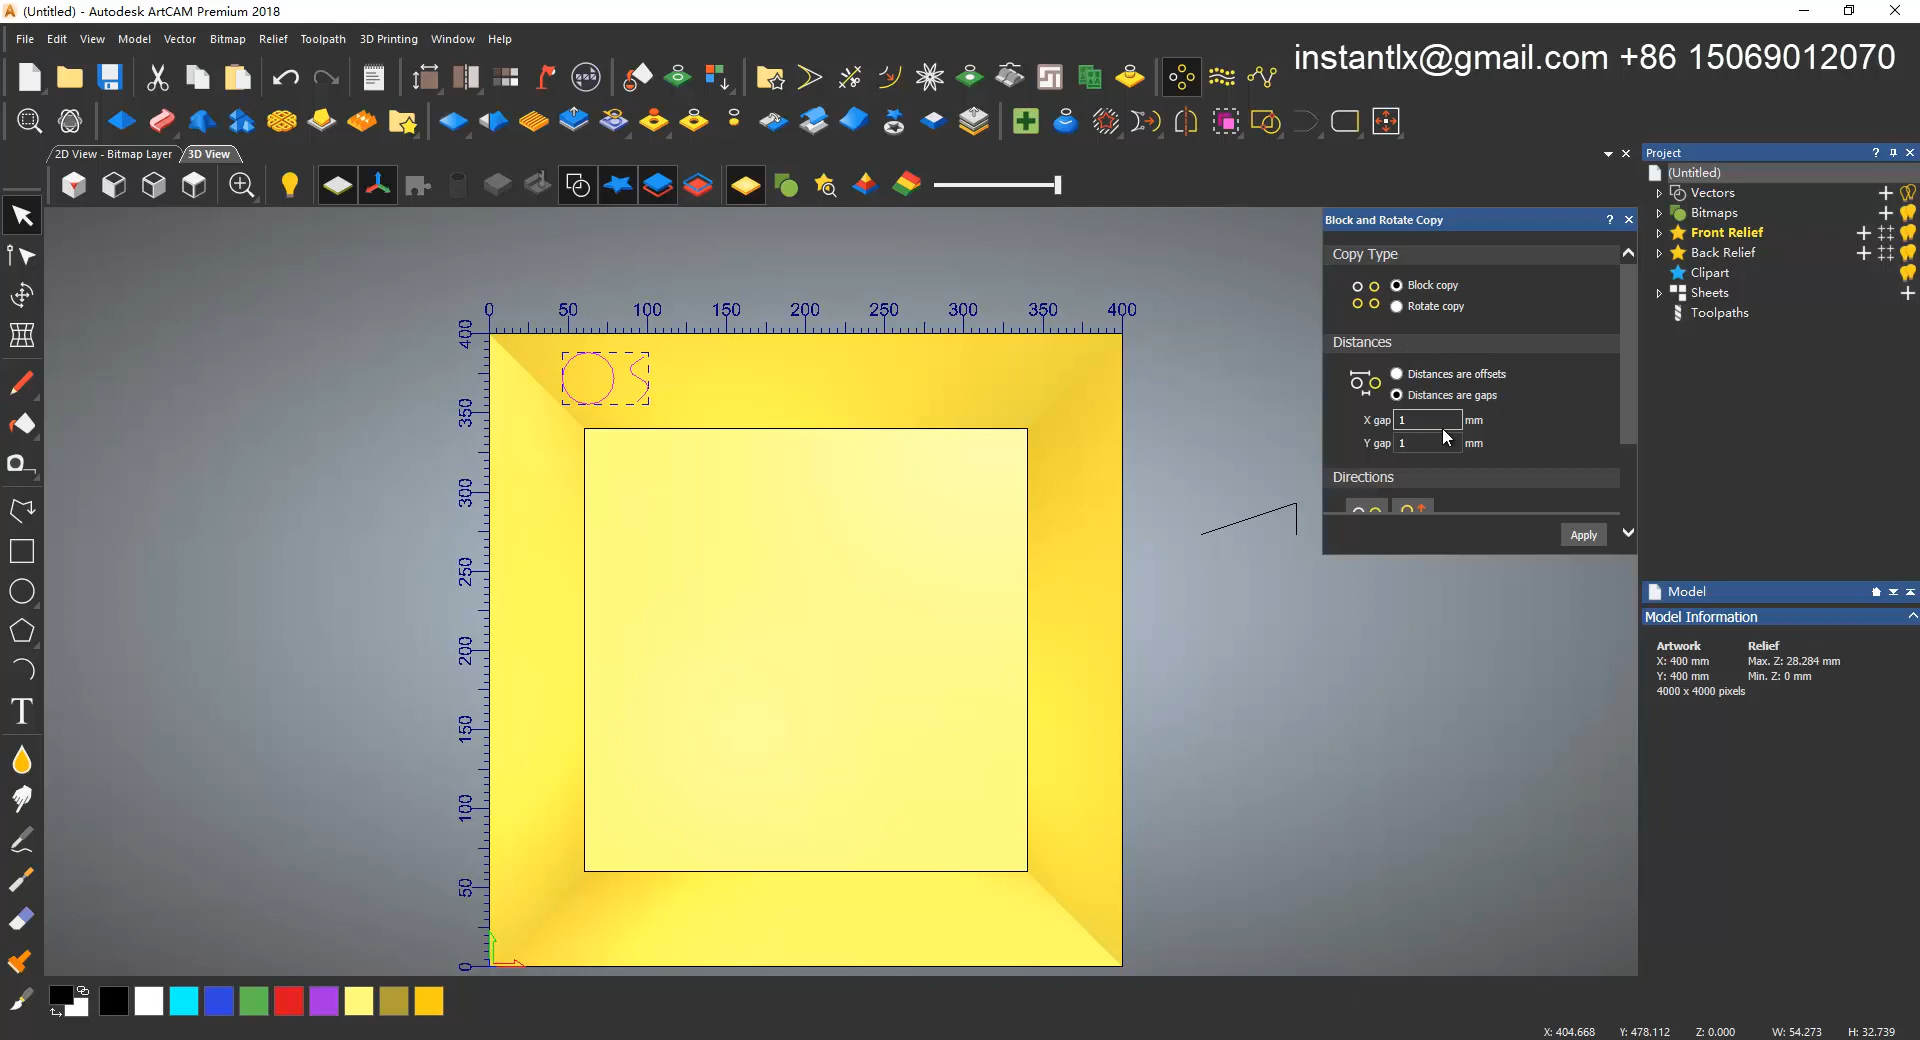 (Untitled) - Autodesk ArtCAM Premium 2018
File Edit View Model Vector Bitmap Relief Toolpath 3D Printing Window Help
instantlx@gmail.com +86 15069012070
2D View - Bitmap Layer 3D View
Project
(Untitled)
Vectors
Bitmaps
Front Relief
Back Relief
Clipart
Sheets
Toolpaths
Block and Rotate Copy
Copy Type
Block copy
Rotate copy
Distances
Distances are offsets
Distances are gaps
X gap 1 mm
Y gap 1 mm
Directions
Apply
0 50 100 150 200 250 300 350 400
400
350
300
250
200
150
100
50
0
T
Model
Model Information
Artwork Relief
X: 400 mm Max. Z: 28.284 mm
Y: 400 mm Min. Z: 0 mm
4000 x 4000 pixels
X: 404.668 Y: 478.112 Z: 0.000 W: 54.273 H: 32.739